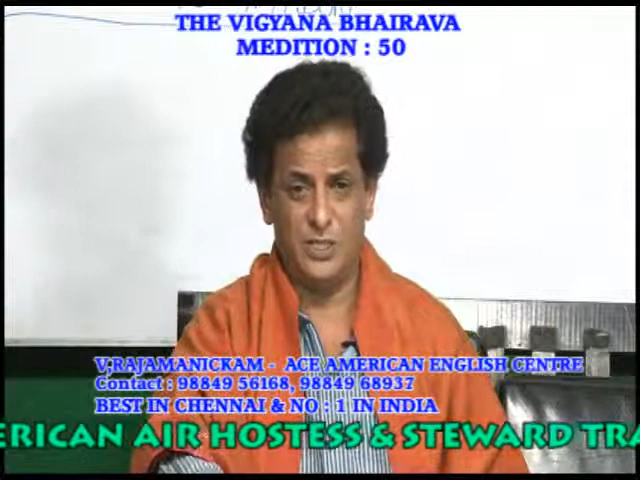 THE VIGYANA BHAIRAVA
MEDITION : 50
V;RAJAMANICKAM - ACE AMERICAN ENGLISH CENTRE
Contact : 98849 56168, 98849 68937
BEST IN CHENNAI & NO : 1 IN INDIA
ERICAN AIR HOSTESS & STEWARD TRA